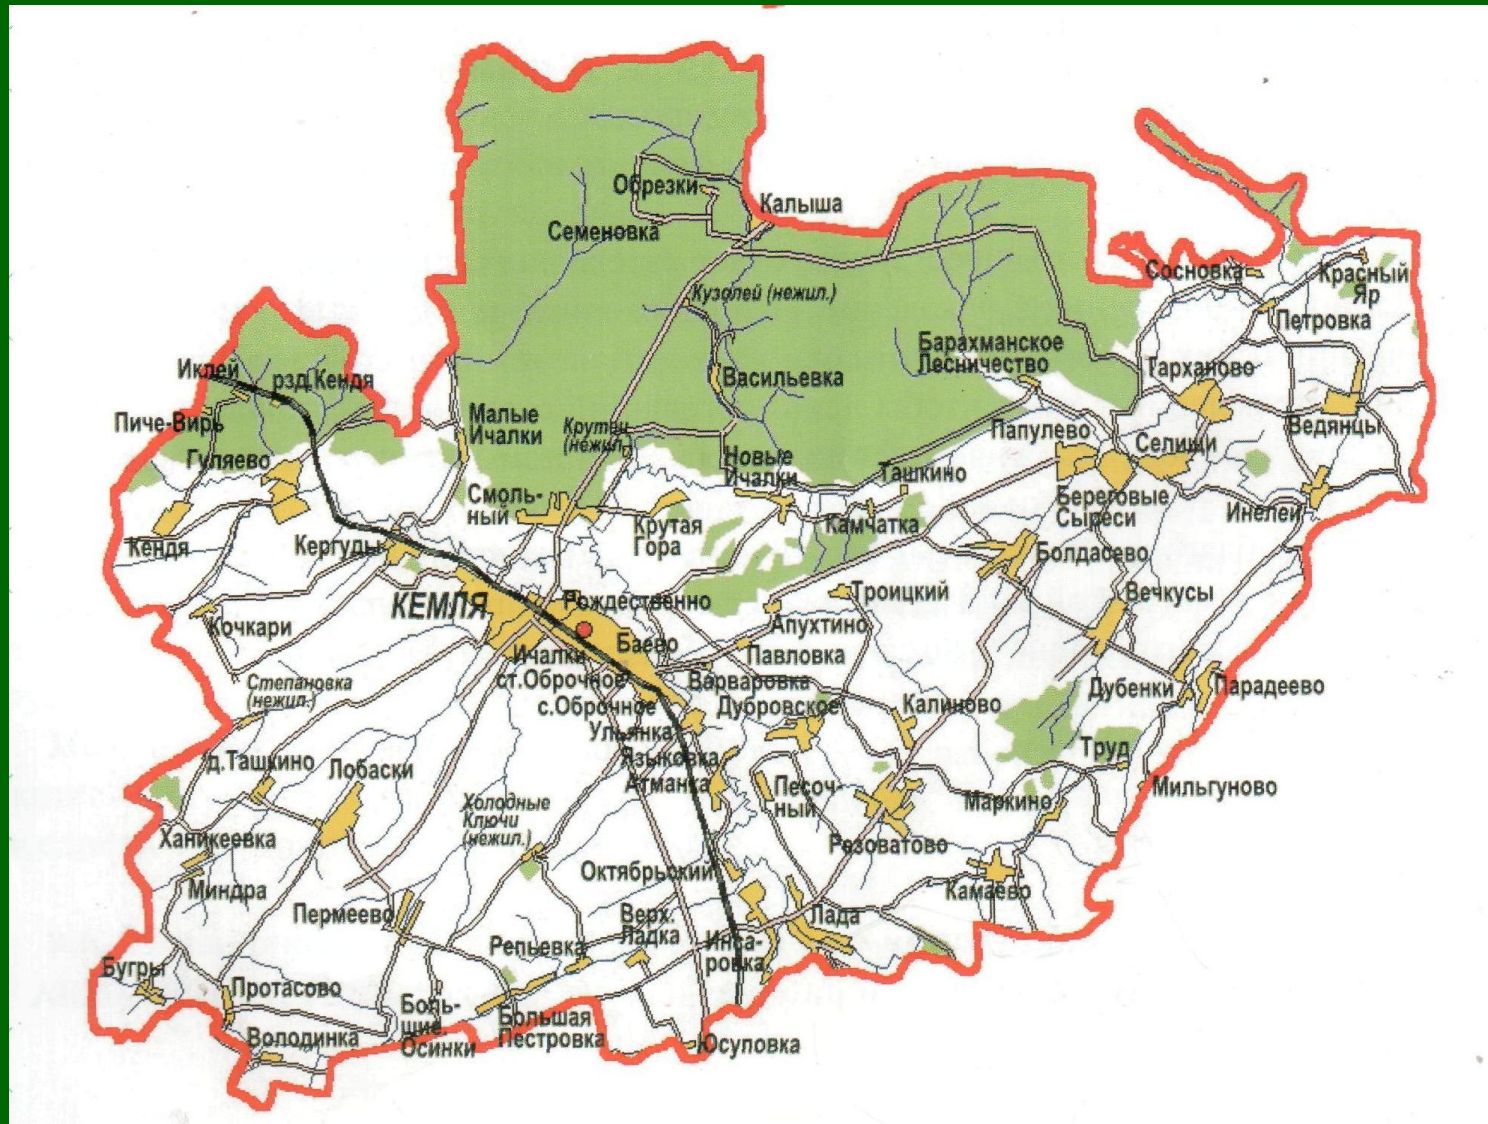 Обрезки
Калыша
Семеновка
Сосновка
Красный
Яр
Кузолей (нежил.)
Петровка
Барахманское
Лесничество
Иклей
рзд.Кендя
Васильевка
Тарханово
Пиче-Вирь
Малые
Ичалки
Крутец
(нежил.)
Папулево
Селищи
Ведянцы
Гуляево
Новые
Ичалки
Ташкино
Смоль-
ный
Крутая
Гора
Камчатка
Береговые
Сыреси
Инелей
Кендя
Кергуды
Болдасево
КЕМЛЯ
Рождествено
Троицкий
Вечкусы
Кочкари
Апухтино
Ичалки
Баево
Павловка
ст.Оброчное
Варваровка
Дубенки
Парадеево
Степановка
(нежил.)
с.Оброчное
Дубровское
Калиново
Ульянка
д.Ташкино
Лобаски
Языковка
Атманка
Труд
Песоч-
ный
Мильгуново
Холодные
Ключи
(нежил.)
Маркино
Ханикеевка
Резоватово
Октябрьский
Миндра
Камаево
Пермеево
Верх.
Ладка
Лада
Репьевка
Инса-
ровка
Бугры
Протасово
Боль-
шие.
Осинки
Большая
Пестровка
Володинка
Юсуповка